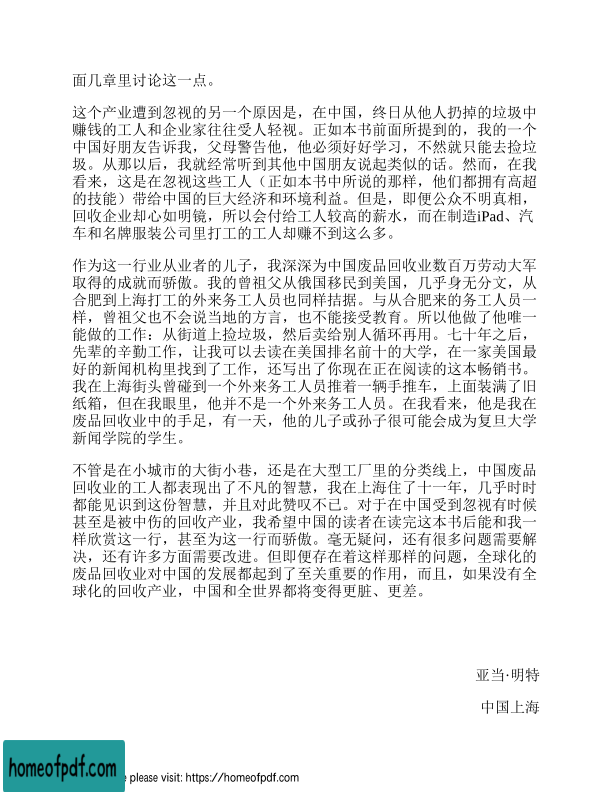 面几章里讨论这一点。
这个产业遭到忽视的另一个原因是，在中国，终日从他人扔掉的垃圾中
赚钱的工人和企业家往往受人轻视。正如本书前面所提到的，我的一个
中国好朋友告诉我，父母警告他，他必须好好学习，不然就只能去捡垃
圾。从那以后，我就经常听到其他中国朋友说起类似的话。然而，在我
看来，这是在忽视这些工人（正如本书中所说的那样，他们都拥有高超
的技能）带给中国的巨大经济和环境利益。但是，即便公众不明真相，
回收企业却心如明镜，所以会付给工人较高的薪水，而在制造iPad、汽
车和名牌服装公司里打工的工人却赚不到这么多。
作为这一行业从业者的儿子，我深深为中国废品回收业数百万劳动大军
取得的成就而骄傲。我的曾祖父从俄国移民到美国，几乎身无分文，从
合肥到上海打工的外来务工人员也同样拮据。与从合肥来的务工人员一
样，曾祖父也不会说当地的方言，也不能接受教育。所以他做了他唯一
能做的工作：从街道上捡垃圾，然后卖给别人循环再用。七十年之后，
先辈的辛勤工作，让我可以去读在美国排名前十的大学，在一家美国最
好的新闻机构里找到了工作，还写出了你现在正在阅读的这本畅销书。
我在上海街头曾碰到一个外来务工人员推着一辆手推车，上面装满了旧
纸箱，但在我眼里，他并不是一个外来务工人员。在我看来，他是我在
废品回收业中的手足，有一天，他的儿子或孙子很可能会成为复旦大学
新闻学院的学生。
不管是在小城市的大街小巷，还是在大型工厂里的分类线上，中国废品
回收业的工人都表现出了不凡的智慧，我在上海住了十一年，几乎时时
都能见识到这份智慧，并且对此赞叹不已。对于在中国受到忽视有时候
甚至是被中伤的回收产业，我希望中国的读者在读完这本书后能和我一
样欣赏这一行，甚至为这一行而骄傲。毫无疑问，还有很多问题需要解
决，还有许多方面需要改进。但即便存在着这样那样的问题，全球化的
废品回收业对中国的发展都起到了至关重要的作用，而且，如果没有全
球化的回收产业，中国和全世界都将变得更脏、更差。
亚当·明特
中国上海
homeofpdf.com
please visit: https://homeofpdf.com